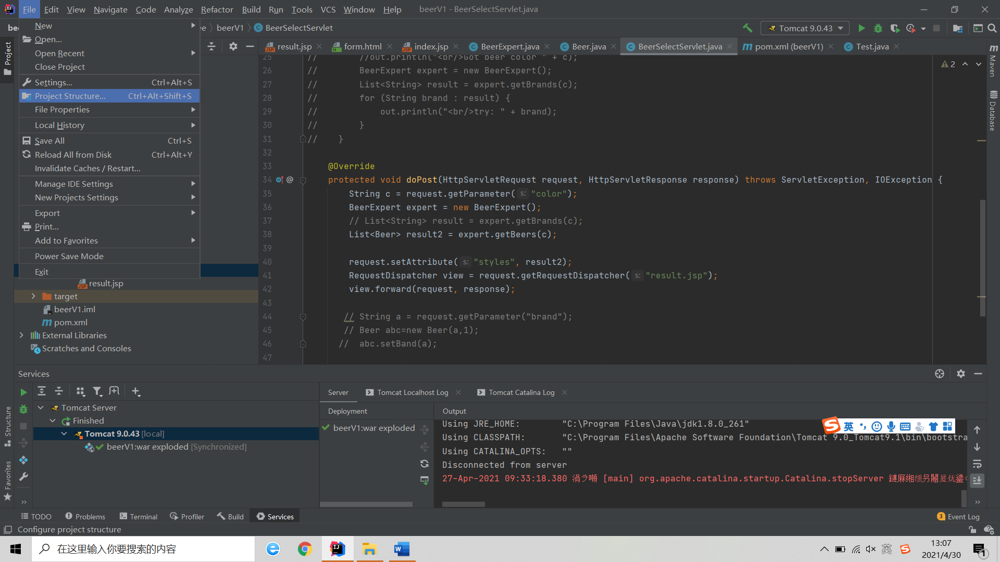 File Edit View Navigate Code Analyze Refactor Build Run Tools VCS Window Help beerV1 - BeerSelectServlet.java
beerV1 BeerSelectServlet Tomcat 9.0.43
New
Open...
Open Recent
Close Project
Settings... Ctrl+Alt+S
Project Structure... Ctrl+Alt+Shift+S
File Properties
Local History
Save All Ctrl+S
Reload All from Disk Ctrl+Alt+Y
Invalidate Caches / Restart...
Manage IDE Settings
New Projects Settings
Export
Print...
Add to Favorites
Power Save Mode
Exit
Project
result.jsp
target
beerV1.iml
pom.xml
External Libraries
Scratches and Consoles
result.jsp form.html index.jsp BeerExpert.java Beer.java BeerSelectServlet.java pom.xml (beerV1) Test.java
2
Maven
Database
25 // //out.println("<br/>Got beer color " + c);
26 // BeerExpert expert = new BeerExpert();
27 // List<String> result = expert.getBrands(c);
28 // for (String brand : result) {
29 // out.println("<br/>try: " + brand);
30 // }
31 // }
32
33 @Override
34 @ protected void doPost(HttpServletRequest request, HttpServletResponse response) throws ServletException, IOException {
35 String c = request.getParameter( s: "color");
36 BeerExpert expert = new BeerExpert();
37 // List<String> result = expert.getBrands(c);
38 List<Beer> result2 = expert.getBeers(c);
39
40 request.setAttribute( s: "styles", result2);
41 RequestDispatcher view = request.getRequestDispatcher( s: "result.jsp");
42 view.forward(request, response);
43
44 // String a = request.getParameter("brand");
45 // Beer abc=new Beer(a,1);
46 // abc.setBand(a);
47
Services
Structure
Favorites
Tomcat Server
Finished
Tomcat 9.0.43 [local]
beerV1:war exploded [Synchronized]
Server Tomcat Localhost Log Tomcat Catalina Log
Deployment
beerV1:war exploded
Output
Using JRE_HOME: "C:\Program Files\Java\jdk1.8.0_261"
Using CLASSPATH: "C:\Program Files\Apache Software Foundation\Tomcat 9.0_Tomcat9.1\bin\bootstra
Using CATALINA_OPTS: ""
Disconnected from server
27-Apr-2021 09:33:18.380 [main] org.apache.catalina.startup.Catalina.stopServer
英
TODO Problems Terminal Profiler Build Services 3 Event Log
Configure project structure
在这里输入你要搜索的内容
英
13:07
2021/4/30
1